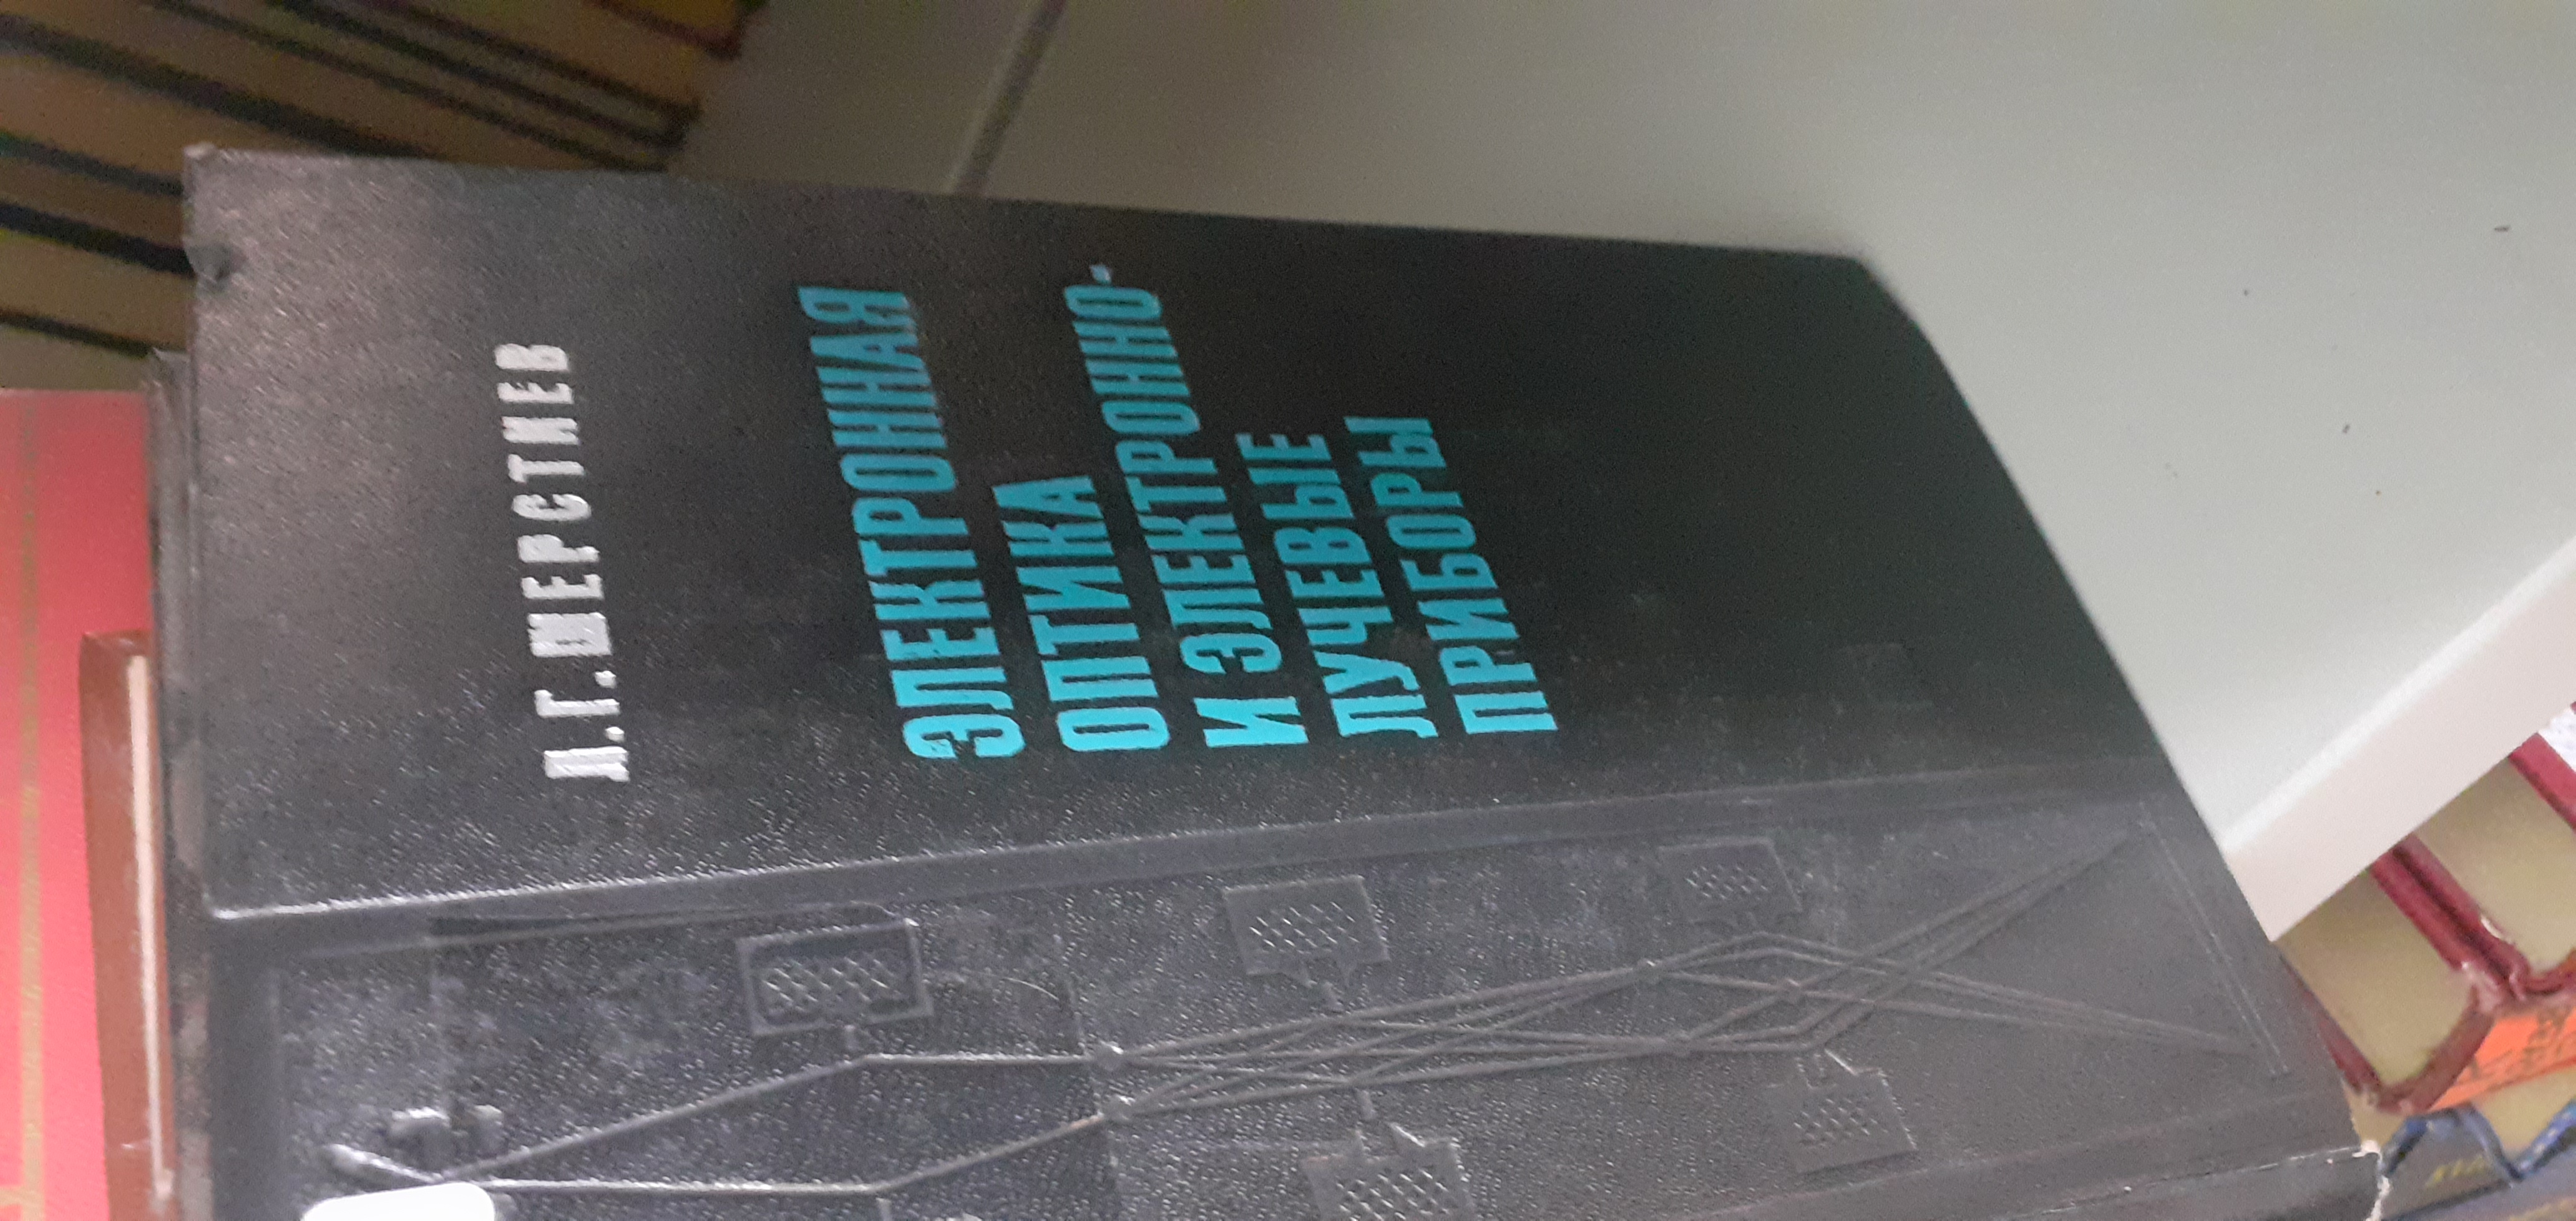 Л.Г.ШЕРСТНЕВ
ЭЛЕКТРОННАЯ
ОПТИКА
И ЭЛЕКТРОННО-
ЛУЧЕВЫЕ
ПРИБОРЫ